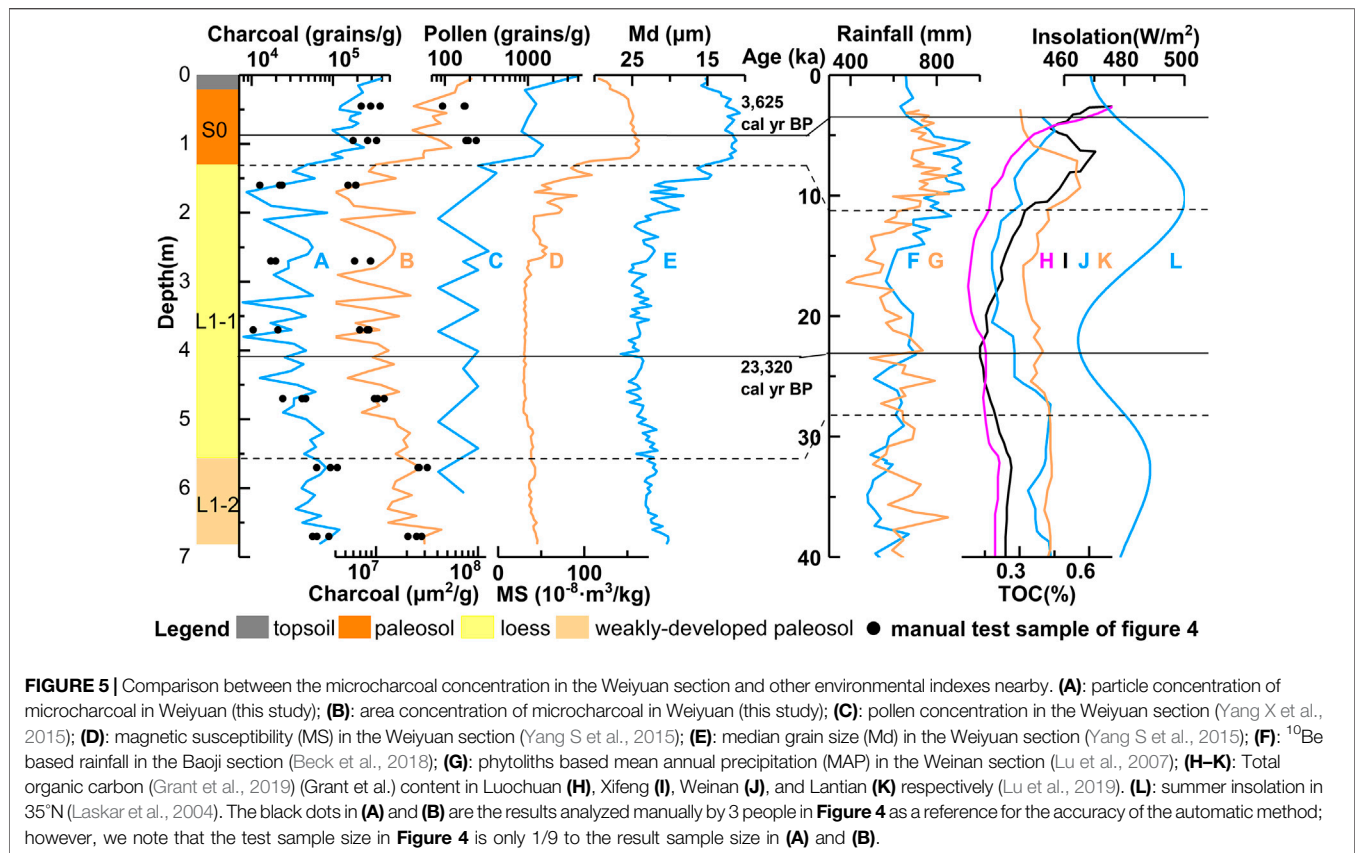 Charcoal (grains/g) Pollen (grains/g) Md (µm) Rainfall (mm) Insolation(W/m²)
10⁴ 10⁵ 100 1000 25 15 Age (ka) 400 800 460 480 500
0 0
S0 3,625
cal yr BP
1
10
2
Depth(m) A B C D E F G H I J K L
3
L1-1 20
4
23,320
cal yr BP
5
30
6
L1-2
7 40
10⁷ 10⁸ 0 100 0.3 0.6
Charcoal (µm²/g) MS (10⁻⁸·m³/kg) TOC(%)
Legend topsoil paleosol loess weakly-developed paleosol ● manual test sample of figure 4
FIGURE 5 | Comparison between the microcharcoal concentration in the Weiyuan section and other environmental indexes nearby. (A): particle concentration of
microcharcoal in Weiyuan (this study); (B): area concentration of microcharcoal in Weiyuan (this study); (C): pollen concentration in the Weiyuan section (Yang X et al.,
2015); (D): magnetic susceptibility (MS) in the Weiyuan section (Yang S et al., 2015); (E): median grain size (Md) in the Weiyuan section (Yang S et al., 2015); (F): ¹⁰Be
based rainfall in the Baoji section (Beck et al., 2018); (G): phytoliths based mean annual precipitation (MAP) in the Weinan section (Lu et al., 2007); (H–K): Total
organic carbon (Grant et al., 2019) (Grant et al.) content in Luochuan (H), Xifeng (I), Weinan (J), and Lantian (K) respectively (Lu et al., 2019). (L): summer insolation in
35°N (Laskar et al., 2004). The black dots in (A) and (B) are the results analyzed manually by 3 people in Figure 4 as a reference for the accuracy of the automatic method;
however, we note that the test sample size in Figure 4 is only 1/9 to the result sample size in (A) and (B).